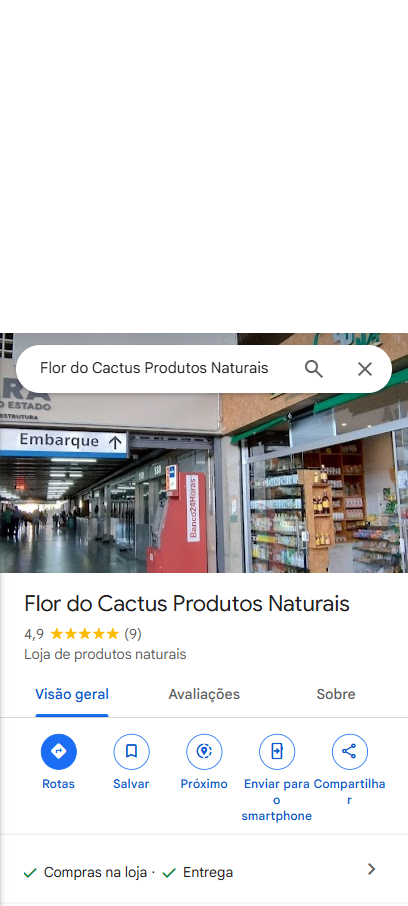 Flor do Cactus Produtos Naturais
RA
O ESTADO
ESTRUTURA
Embarque ↑
Banco24Horas
Flor do Cactus Produtos Naturais
4,9 ★★★★★ (9)
Loja de produtos naturais
Visão geral
Avaliações
Sobre
Rotas
Salvar
Próximo
Enviar para
o
smartphone
Compartilha
r
Compras na loja · Entrega